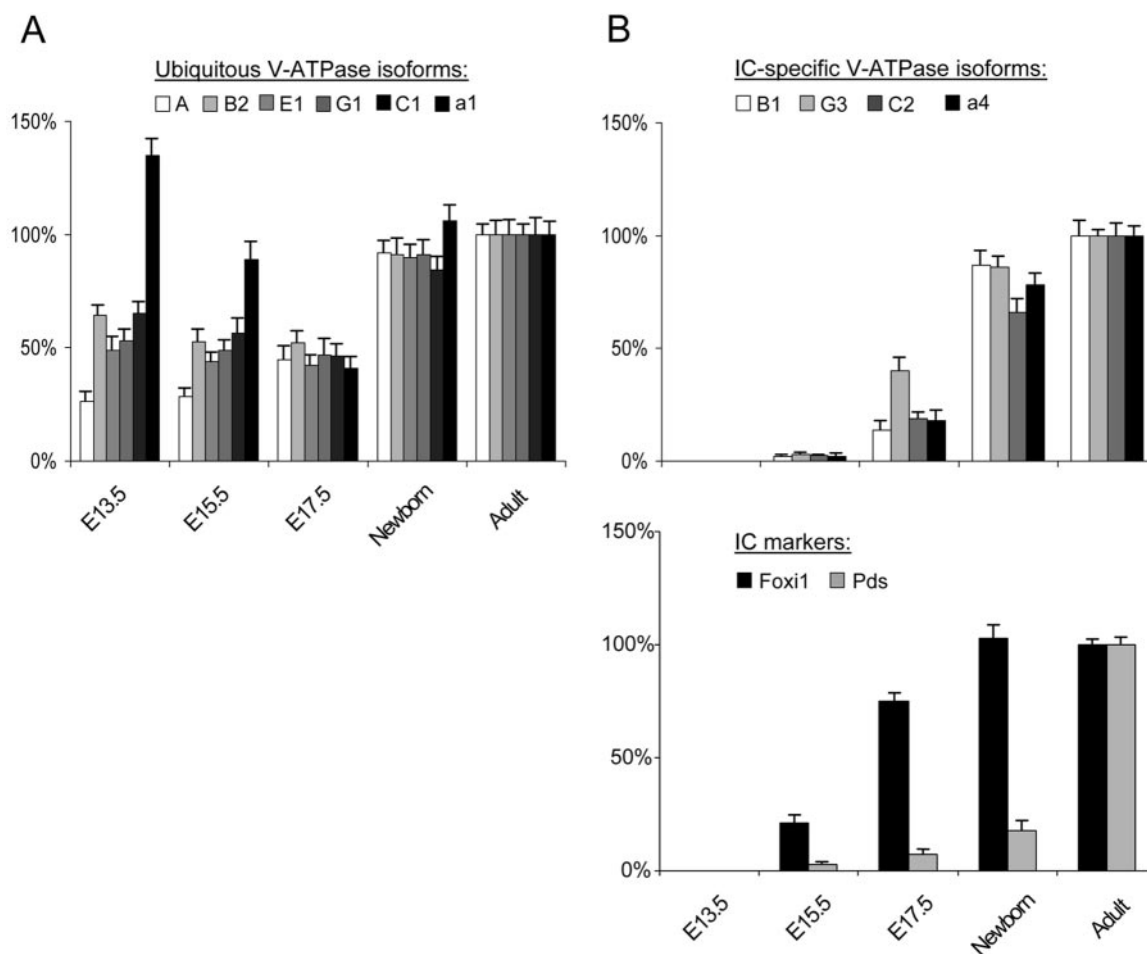 A
Ubiquitous V-ATPase isoforms:
A B2 E1 G1 C1 a1
150%
100%
50%
0%
E13.5 E15.5 E17.5 Newborn Adult
B
IC-specific V-ATPase isoforms:
B1 G3 C2 a4
150%
100%
50%
0%
150%
IC markers:
Foxi1 Pds
100%
50%
0%
E13.5 E15.5 E17.5 Newborn Adult